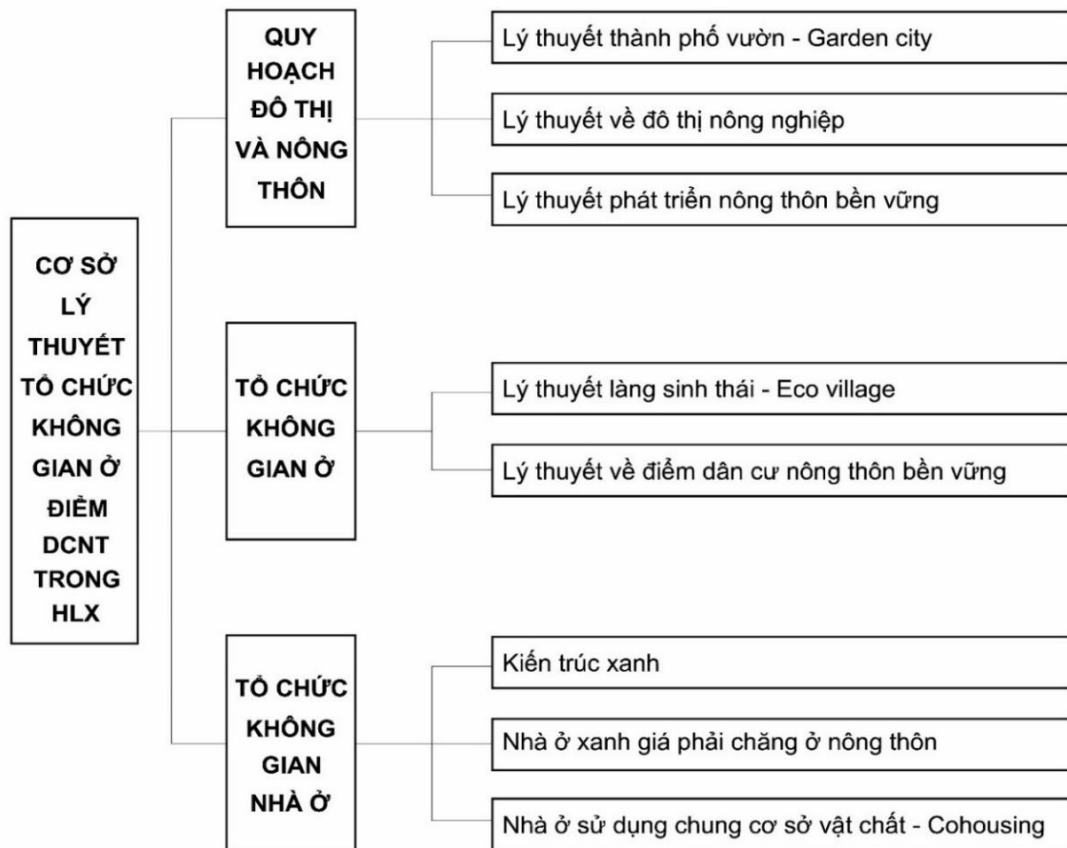 CƠ SỞ
LÝ
THUYẾT
TỔ CHỨC
KHÔNG
GIAN Ở
ĐIỂM
DCNT
TRONG
HLX
QUY
HOẠCH
ĐÔ THỊ
VÀ NÔNG
THÔN
Lý thuyết thành phố vườn - Garden city
Lý thuyết về đô thị nông nghiệp
Lý thuyết phát triển nông thôn bền vững
TỔ CHỨC
KHÔNG
GIAN Ở
Lý thuyết làng sinh thái - Eco village
Lý thuyết về điểm dân cư nông thôn bền vững
TỔ CHỨC
KHÔNG
GIAN
NHÀ Ở
Kiến trúc xanh
Nhà ở xanh giá phải chăng ở nông thôn
Nhà ở sử dụng chung cơ sở vật chất - Cohousing